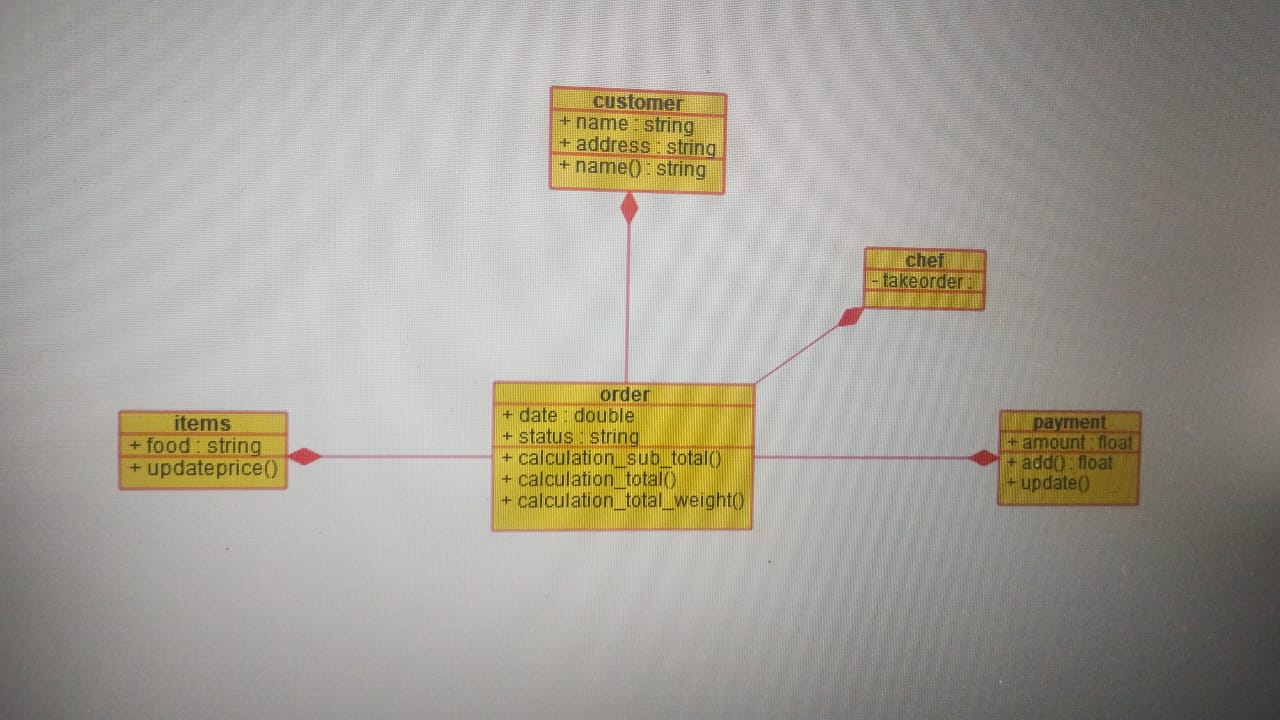 customer
+ name : string
+ address : string
+ name() : string
chef
- takeorder :
order
+ date : double
+ status : string
+ calculation_sub_total()
+ calculation_total()
+ calculation_total_weight()
items
+ food : string
+ updateprice()
payment
+ amount : float
+ add() : float
+ update()